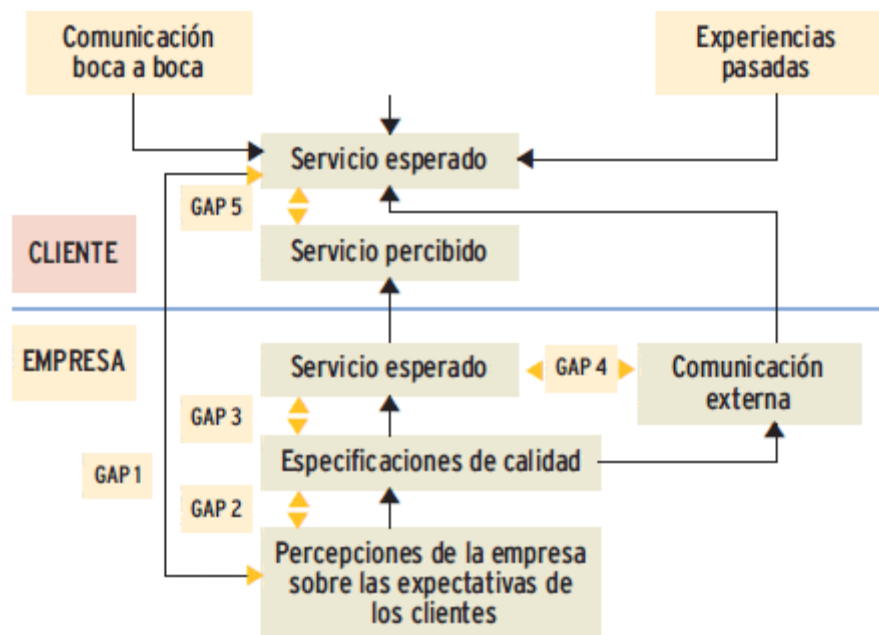 Comunicación
boca a boca
Experiencias
pasadas
Servicio esperado
GAP 5
CLIENTE
Servicio percibido
EMPRESA
Servicio esperado
GAP 4
Comunicación
externa
GAP 3
Especificaciones de calidad
GAP 1
GAP 2
Percepciones de la empresa
sobre las expectativas de
los clientes